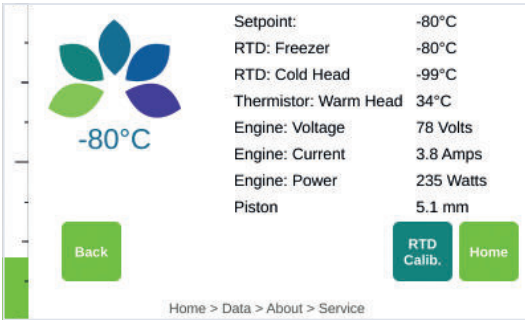 Setpoint: -80°C
RTD: Freezer -80°C
RTD: Cold Head -99°C
Thermistor: Warm Head 34°C
-80°C
Engine: Voltage 78 Volts
Engine: Current 3.8 Amps
Engine: Power 235 Watts
Piston 5.1 mm
Back
RTD
Calib.
Home
Home > Data > About > Service